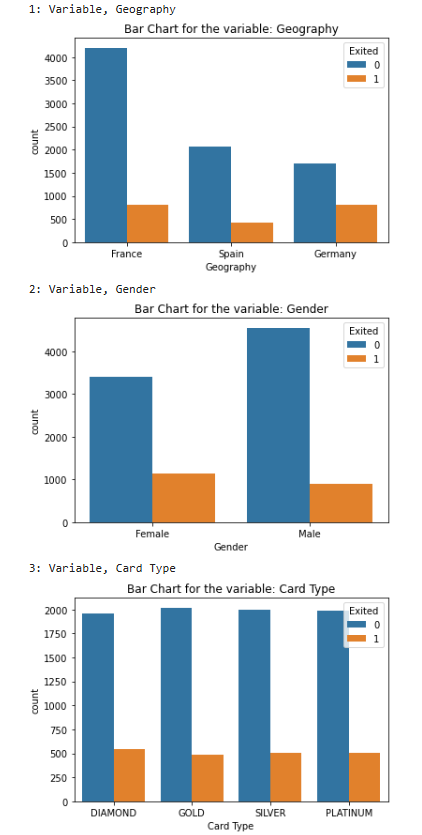 1: Variable, Geography
Bar Chart for the variable: Geography
Exited
0
1
4000
3500
3000
2500
2000
1500
1000
500
0
count
France Spain Germany
Geography
2: Variable, Gender
Bar Chart for the variable: Gender
Exited
0
1
4000
3000
2000
1000
0
count
Female Male
Gender
3: Variable, Card Type
Bar Chart for the variable: Card Type
Exited
0
1
2000
1750
1500
1250
1000
750
500
250
0
count
DIAMOND GOLD SILVER PLATINUM
Card Type